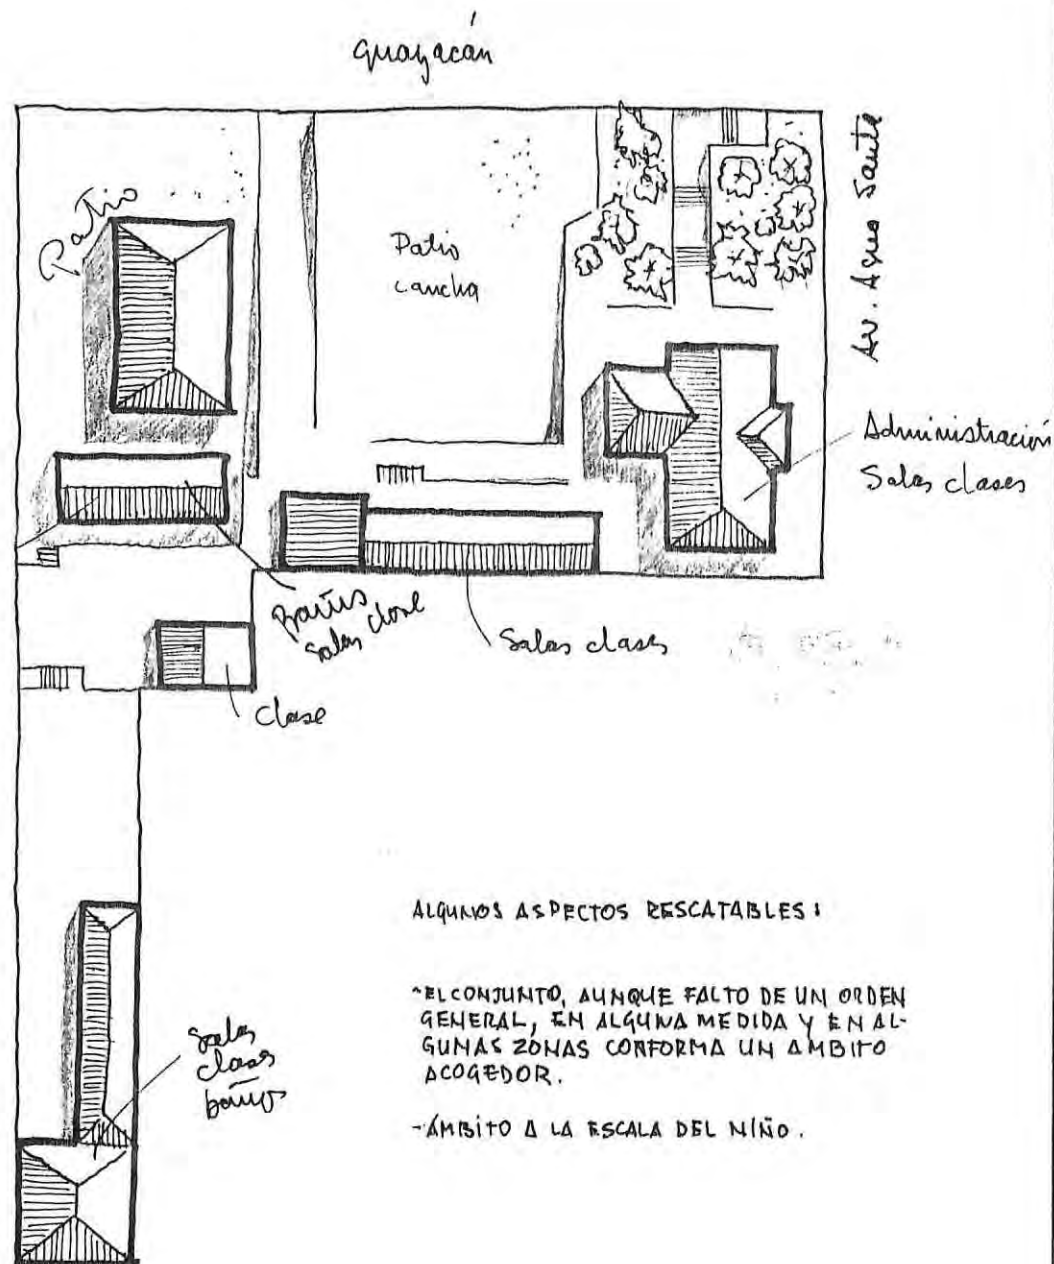 Guayacán
Av. Agua Santa
Patio
Patio
cancha
Administración
Salas clases
Baños
Salas clase
Salas clases
Clase
ALGUNOS ASPECTOS RESCATABLES:
-EL CONJUNTO, AUNQUE FALTO DE UN ORDEN
GENERAL, EN ALGUNA MEDIDA Y EN AL-
GUNAS ZONAS CONFORMA UN AMBITO
ACOGEDOR.
-ÁMBITO A LA ESCALA DEL NIÑO.
Salas
clases
baños